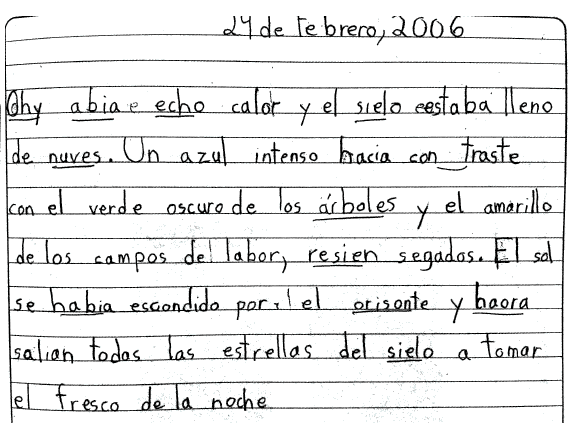 24 de Febrero, 2006
Ohy abia e echo calor y el sielo eestaba lleno
de nuves. Un azul intenso hacia con traste
con el verde oscuro de los árboles y el amarillo
de los campos del labor, resien segados. El sol
se habia escondido por el orisonte y haora
salian todas las estrellas del sielo a tomar
el fresco de la noche